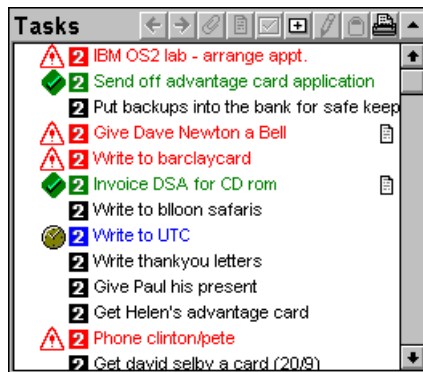 Tasks
2 IBM OS2 lab - arrange appt.
2 Send off advantage card application
2 Put backups into the bank for safe keep
2 Give Dave Newton a Bell
2 Write to barclaycard
2 Invoice DSA for CD rom
2 Write to blloon safaris
2 Write to UTC
2 Write thankyou letters
2 Give Paul his present
2 Get Helen's advantage card
2 Phone clinton/pete
2 Get david selby a card (20/9)